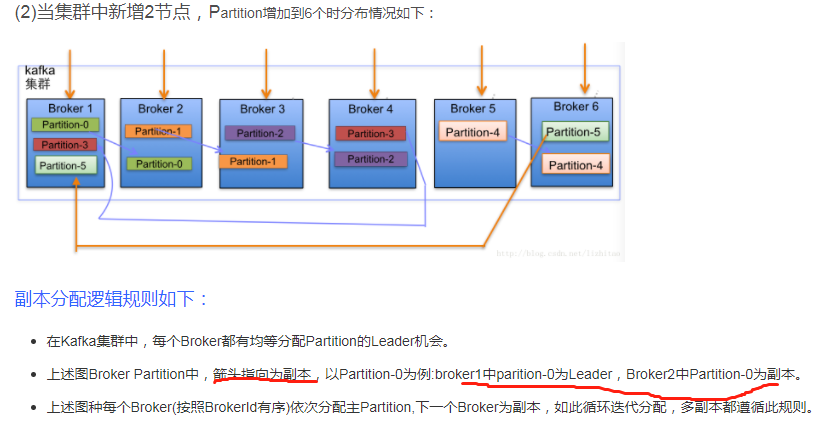 (2)当集群中新增2节点，Partition增加到6个时分布情况如下：
kafka
集群
Broker 1
Partition-0
Partition-3
Partition-5
Broker 2
Partition-1
Partition-0
Broker 3
Partition-2
Partition-1
Broker 4
Partition-3
Partition-2
Broker 5
Partition-4
Broker 6
Partition-5
Partition-4
副本分配逻辑规则如下：
在Kafka集群中，每个Broker都有均等分配Partition的Leader机会。
上述图Broker Partition中，箭头指向为副本，以Partition-0为例:broker1中parition-0为Leader，Broker2中Partition-0为副本。
上述图种每个Broker(按照BrokerId有序)依次分配主Partition,下一个Broker为副本，如此循环迭代分配，多副本都遵循此规则。